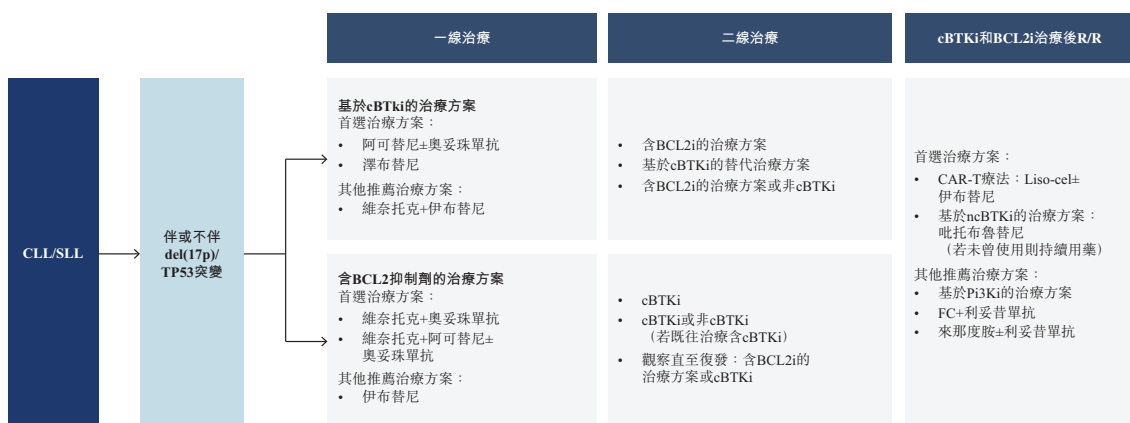 一線治療
二線治療
cBTKi和BCL2i治療後R/R
CLL/SLL
伴或不伴
del(17p)/
TP53突變
基於cBTki的治療方案
首選治療方案：
• 阿可替尼±奧妥珠單抗
• 澤布替尼
其他推薦治療方案：
• 維奈托克+伊布替尼
• 含BCL2i的治療方案
• 基於cBTKi的替代治療方案
• 含BCL2i的治療方案或非cBTKi
含BCL2抑制劑的治療方案
首選治療方案：
• 維奈托克+奧妥珠單抗
• 維奈托克+阿可替尼±
奧妥珠單抗
其他推薦治療方案：
• 伊布替尼
• cBTKi
• cBTKi或非cBTKi
（若既往治療含cBTKi）
• 觀察直至復發：含BCL2i的
治療方案或cBTKi
首選治療方案：
• CAR-T療法：Liso-cel±
伊布替尼
• 基於ncBTKi的治療方案：
吡托布魯替尼
（若未曾使用則持續用藥）
其他推薦治療方案：
• 基於Pi3Ki的治療方案
• FC+利妥昔單抗
• 來那度胺±利妥昔單抗